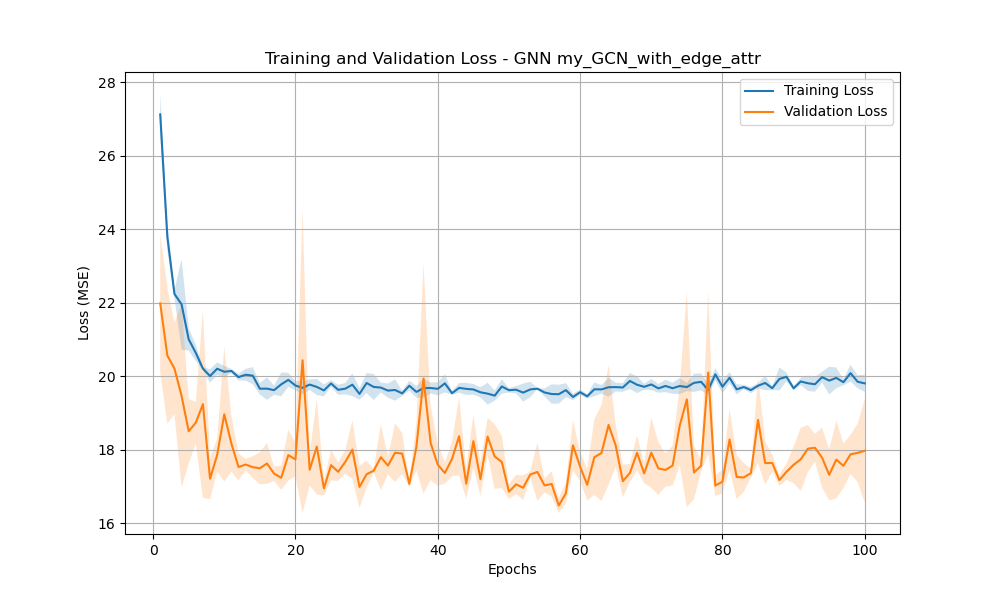 Training and Validation Loss - GNN my_GCN_with_edge_attr
Training Loss
Validation Loss
Loss (MSE)
28
26
24
22
20
18
16
0 20 40 60 80 100
Epochs